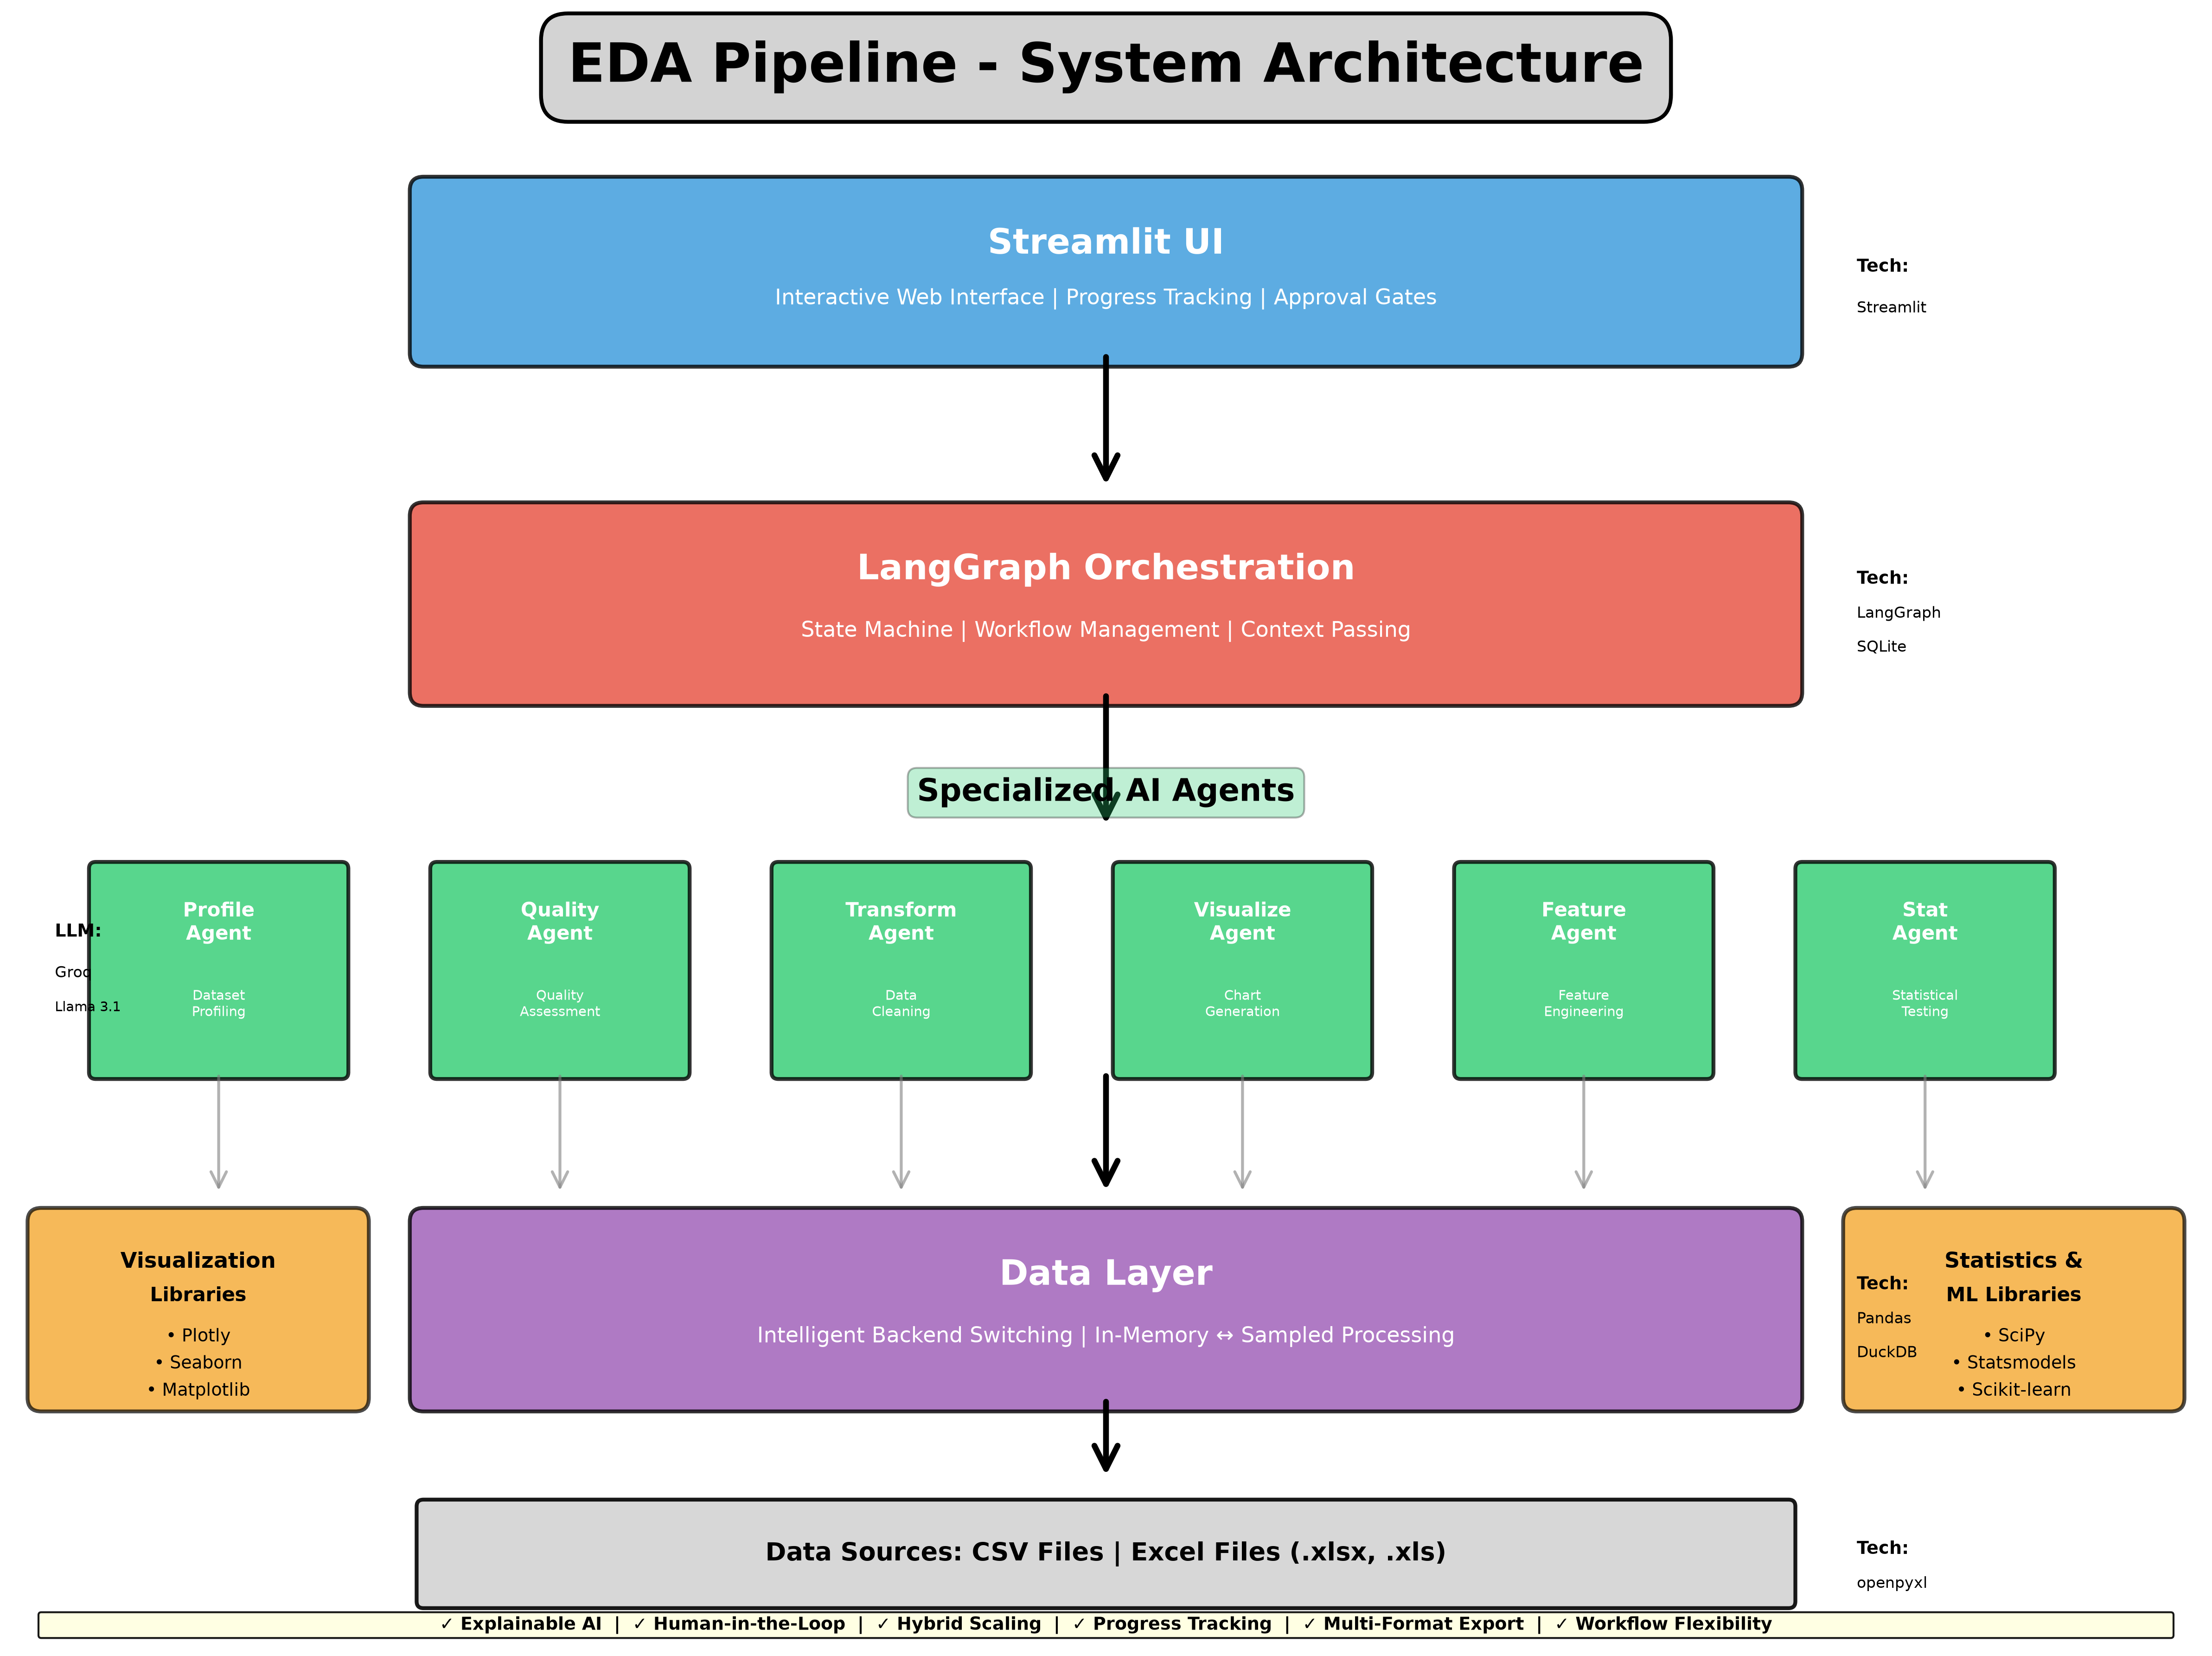 EDA Pipeline - System Architecture
Streamlit UI
Interactive Web Interface | Progress Tracking | Approval Gates
Tech:
Streamlit
LangGraph Orchestration
State Machine | Workflow Management | Context Passing
Tech:
LangGraph
SQLite
Specialized AI Agents
LLM:
Groq
Llama 3.1
Profile
Agent
Dataset
Profiling
Quality
Agent
Quality
Assessment
Transform
Agent
Data
Cleaning
Visualize
Agent
Chart
Generation
Feature
Agent
Feature
Engineering
Stat
Agent
Statistical
Testing
Visualization
Libraries
• Plotly
• Seaborn
• Matplotlib
Data Layer
Intelligent Backend Switching | In-Memory ↔ Sampled Processing
Tech:
Pandas
DuckDB
Statistics &
ML Libraries
• SciPy
• Statsmodels
• Scikit-learn
Data Sources: CSV Files | Excel Files (.xlsx, .xls)
Tech:
openpyxl
✓ Explainable AI | ✓ Human-in-the-Loop | ✓ Hybrid Scaling | ✓ Progress Tracking | ✓ Multi-Format Export | ✓ Workflow Flexibility